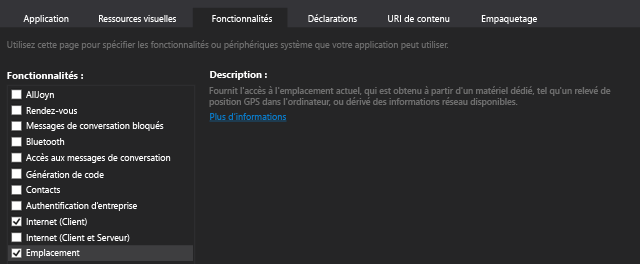 Application Ressources visuelles Fonctionnalités Déclarations URI de contenu Empaquetage
Utilisez cette page pour spécifier les fonctionnalités ou périphériques système que votre application peut utiliser.
Fonctionnalités :
AllJoyn
Rendez-vous
Messages de conversation bloqués
Bluetooth
Accès aux messages de conversation
Génération de code
Contacts
Authentification d'entreprise
Internet (Client)
Internet (Client et Serveur)
Emplacement
Description :
Fournit l'accès à l'emplacement actuel, qui est obtenu à partir d'un matériel dédié, tel qu'un relevé de
position GPS dans l'ordinateur, ou dérivé des informations réseau disponibles.
Plus d'informations